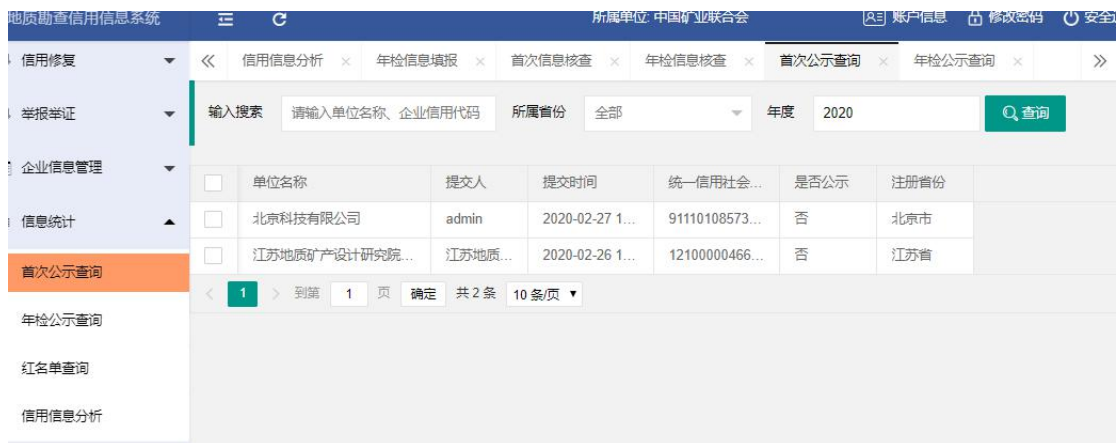 地质勘查信用信息系统
所属单位: 中国矿业联合会
账户信息
修改密码
安全
信用修复
举报举证
企业信息管理
信息统计
首次公示查询
年检公示查询
红名单查询
信用信息分析
信用信息分析 ×
年检信息填报 ×
首次信息核查 ×
年检信息核查 ×
首次公示查询 ×
年检公示查询 ×
输入搜索 请输入单位名称、企业信用代码 所属省份 全部 年度 2020 查询
单位名称 提交人 提交时间 统一信用社会... 是否公示 注册省份
北京科技有限公司 admin 2020-02-27 1... 91110108573... 否 北京市
江苏地质矿产设计研究院... 江苏地质... 2020-02-26 1... 12100000466... 否 江苏省
< 1 > 到第 1 页 确定 共 2 条 10 条/页